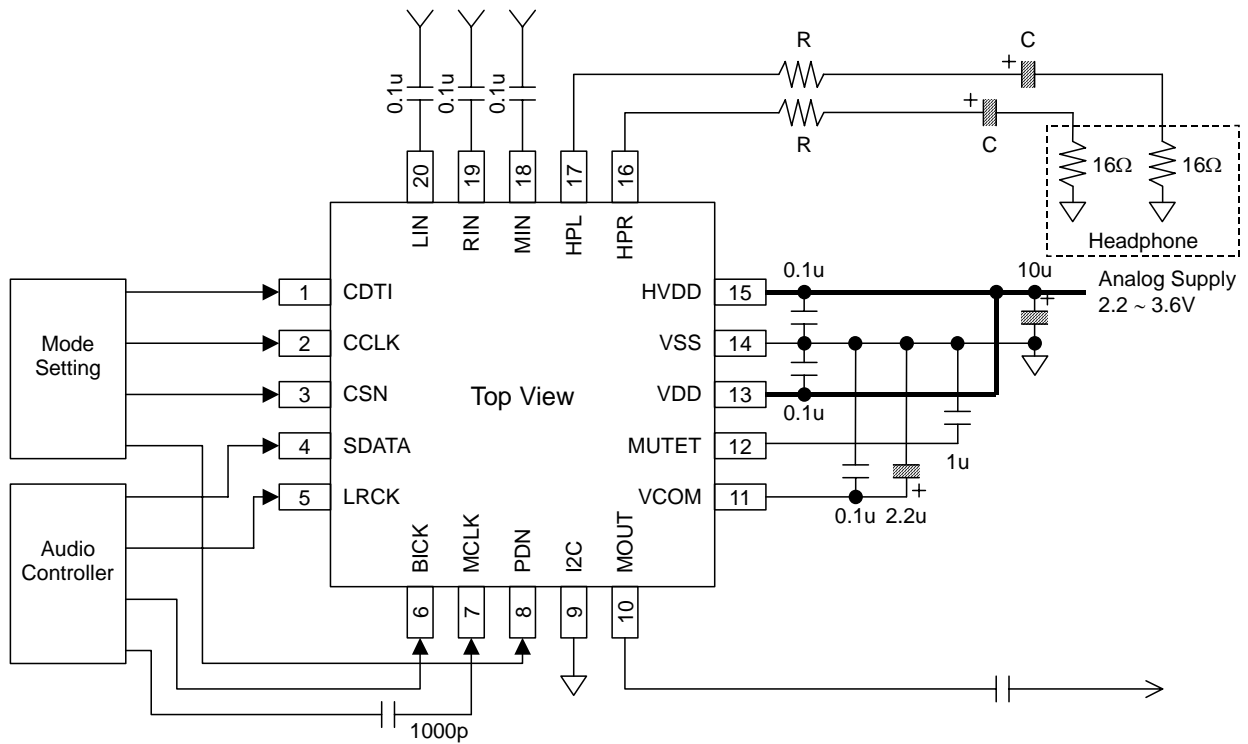 0.1u
0.1u
0.1u
R
+
C
R
+
C
20
19
18
17
16
LIN
RIN
MIN
HPL
HPR
16Ω
16Ω
Headphone
Mode
Setting
Audio
Controller
1 CDTI
2 CCLK
3 CSN
4 SDATA
5 LRCK
Top View
HVDD 15
VSS 14
VDD 13
MUTET 12
VCOM 11
0.1u
10u
+
Analog Supply
2.2 ~ 3.6V
0.1u
1u
0.1u
2.2u
+
BICK
MCLK
PDN
I2C
MOUT
6
7
8
9
10
1000p